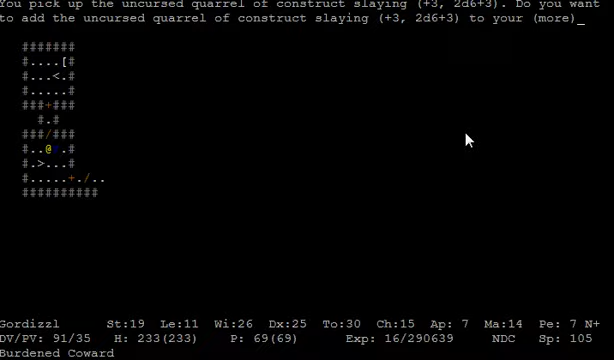 You pick up the uncursed quarrel of construct slaying (+3, 2d6+3). Do you want
to add the uncursed quarrel of construct slaying (+3, 2d6+3) to your (more)_
#######
#....[#
#...<.#
#.....#
###+###
#.#
###/###
#..@.#
#.>...#
#.....+./..
##########
Gordizzl St:19 Le:11 Wi:26 Dx:25 To:30 Ch:15 Ap: 7 Ma:14 Pe: 7 N+
DV/PV: 91/35 H: 233(233) P: 69(69) Exp: 16/290639 NDC Sp: 105
Burdened Coward